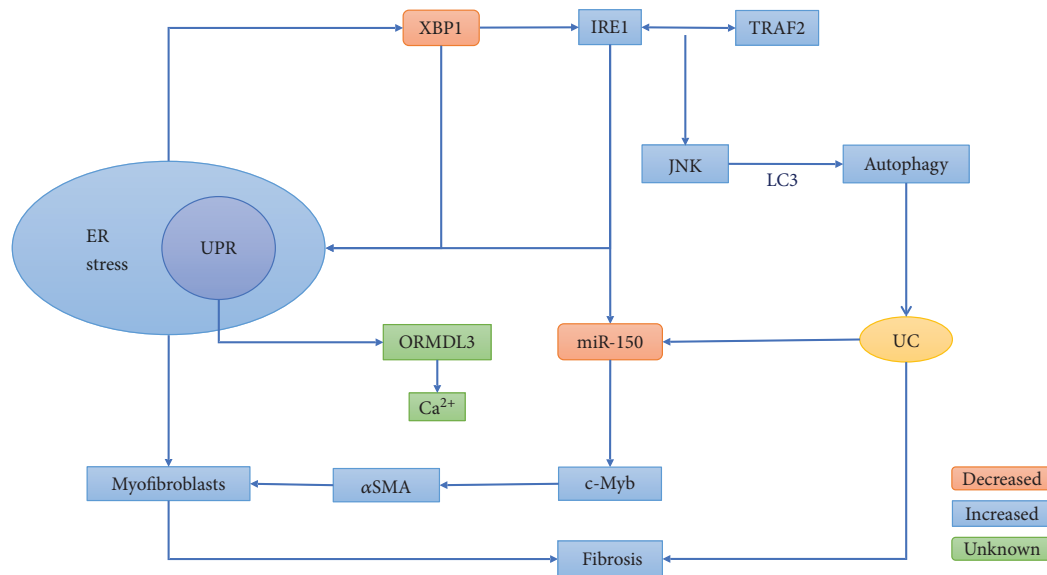 XBP1
IRE1
TRAF2
JNK
LC3
Autophagy
ER
stress
UPR
ORMDL3
miR-150
UC
Ca²⁺
Myofibroblasts
αSMA
c-Myb
Fibrosis
Decreased
Increased
Unknown